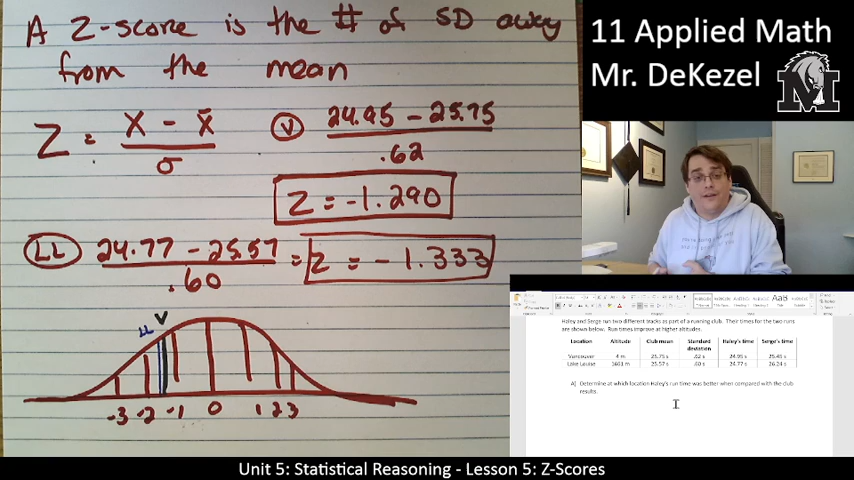 A Z-score is the # of SD away
from the mean
Z = X - x̄ / σ
V 24.95 - 25.75 / .62
Z = -1.290
LL 24.77 - 25.57 / .60 = Z = -1.333
LL V
-3 -2 -1 0 1 2 3
11 Applied Math
Mr. DeKezel
M
Haley and Serge run two different tracks as part of a running club. Their times for the two runs
are shown below. Run times improve at higher altitudes.
Location Altitude Club mean Standard deviation Haley's time Serge's time
Vancouver 4 m 25.75 s .62 s 24.95 s 25.45 s
Lake Louise 1661 m 25.57 s .60 s 24.77 s 26.24 s
A) Determine at which location Haley's run time was better when compared with the club
results.
Unit 5: Statistical Reasoning - Lesson 5: Z-Scores